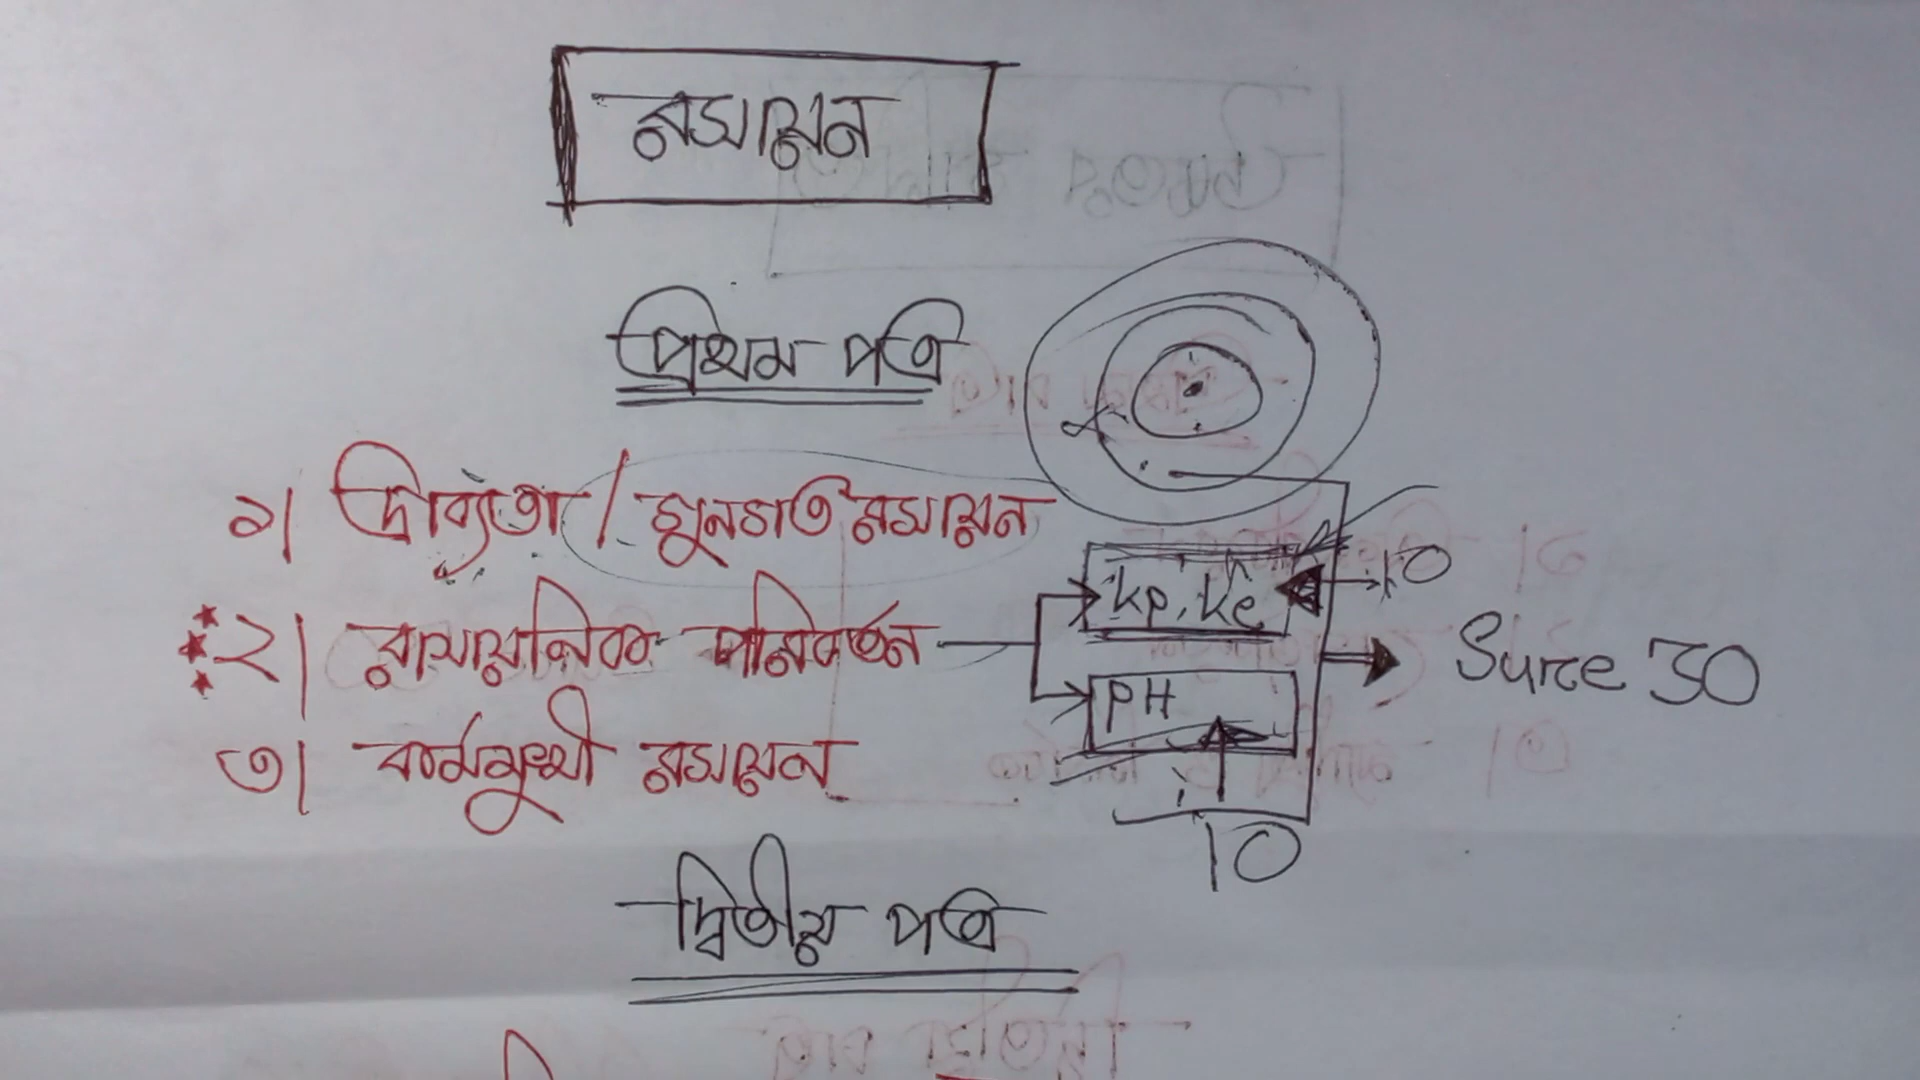 রসায়ন
প্রথম পত্র
১| দ্রাব্যতা / গুনগত রসায়ন
২| রাসায়নিক পরিবর্তন
kp, kc
10
pH
Sure 30
৩| কর্মমুখী রসায়ন
10
দ্বিতীয় পত্র